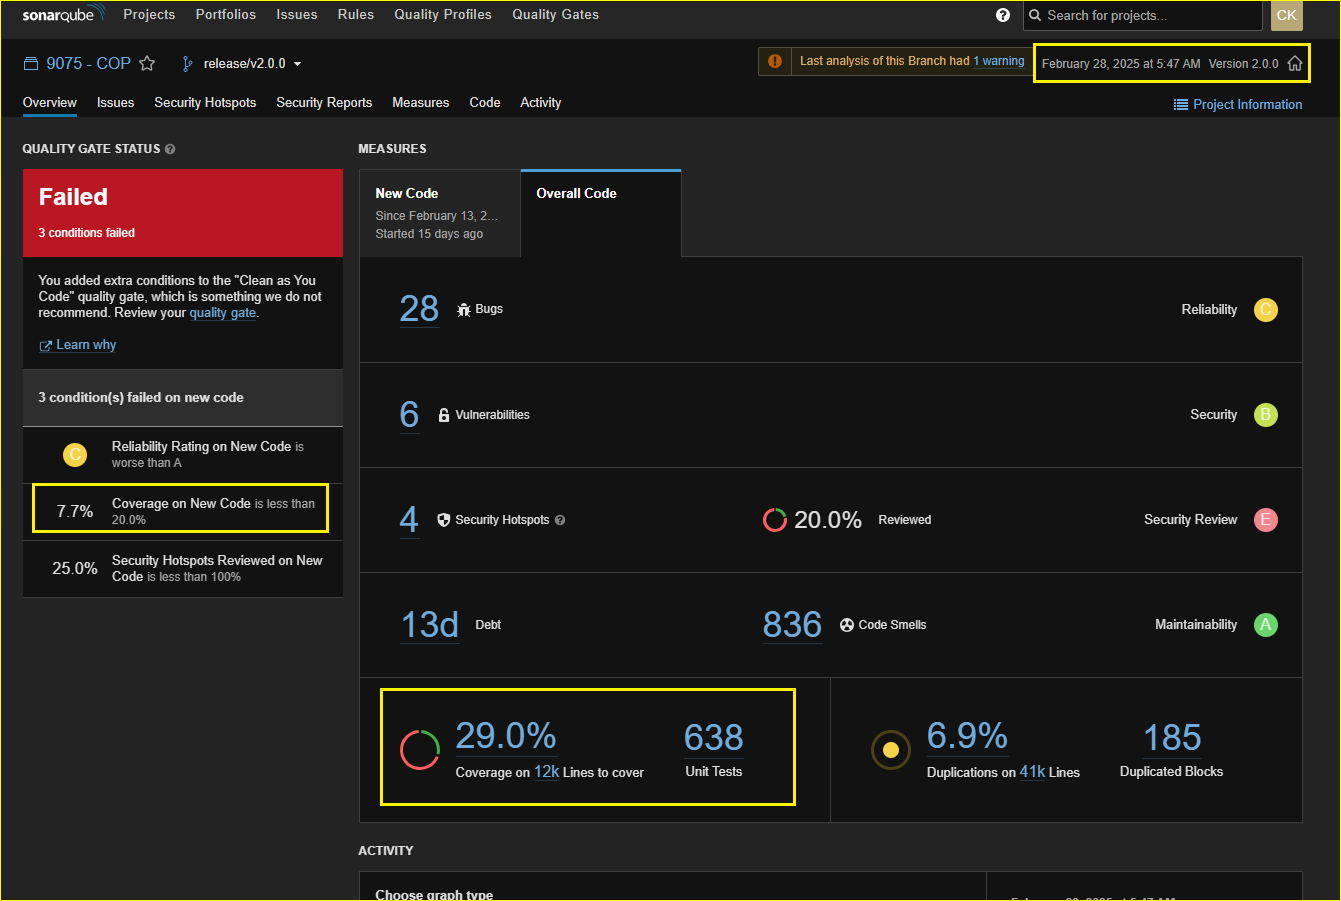 sonarqube Projects Portfolios Issues Rules Quality Profiles Quality Gates ? Search for projects... CK
9075 - COP release/v2.0.0 Last analysis of this Branch had 1 warning February 28, 2025 at 5:47 AM Version 2.0.0
Overview Issues Security Hotspots Security Reports Measures Code Activity Project Information
QUALITY GATE STATUS ?
Failed
3 conditions failed
You added extra conditions to the "Clean as You
Code" quality gate, which is something we do not
recommend. Review your quality gate.
Learn why
3 condition(s) failed on new code
C Reliability Rating on New Code is
worse than A
7.7% Coverage on New Code is less than
20.0%
25.0% Security Hotspots Reviewed on New
Code is less than 100%
MEASURES
New Code
Since February 13, 2...
Started 15 days ago
Overall Code
28 Bugs Reliability C
6 Vulnerabilities Security B
4 Security Hotspots ? 20.0% Reviewed Security Review E
13d Debt 836 Code Smells Maintainability A
29.0%
Coverage on 12k Lines to cover
638
Unit Tests
6.9%
Duplications on 41k Lines
185
Duplicated Blocks
ACTIVITY
Choose graph type